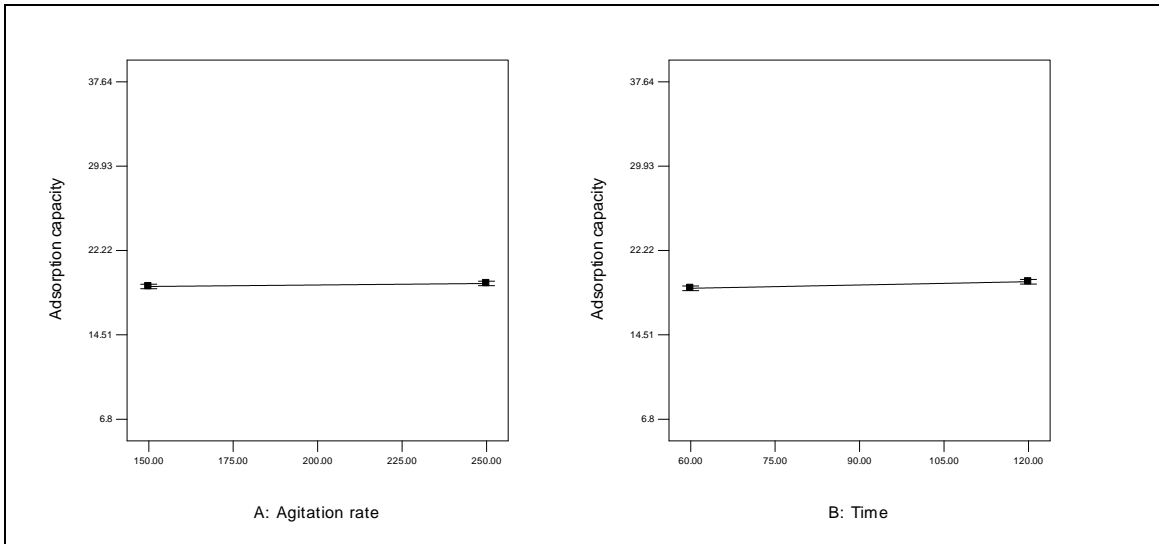 Adsorption capacity
37.64
29.93
22.22
14.51
6.8
150.00 175.00 200.00 225.00 250.00
A: Agitation rate
Adsorption capacity
37.64
29.93
22.22
14.51
6.8
60.00 75.00 90.00 105.00 120.00
B: Time